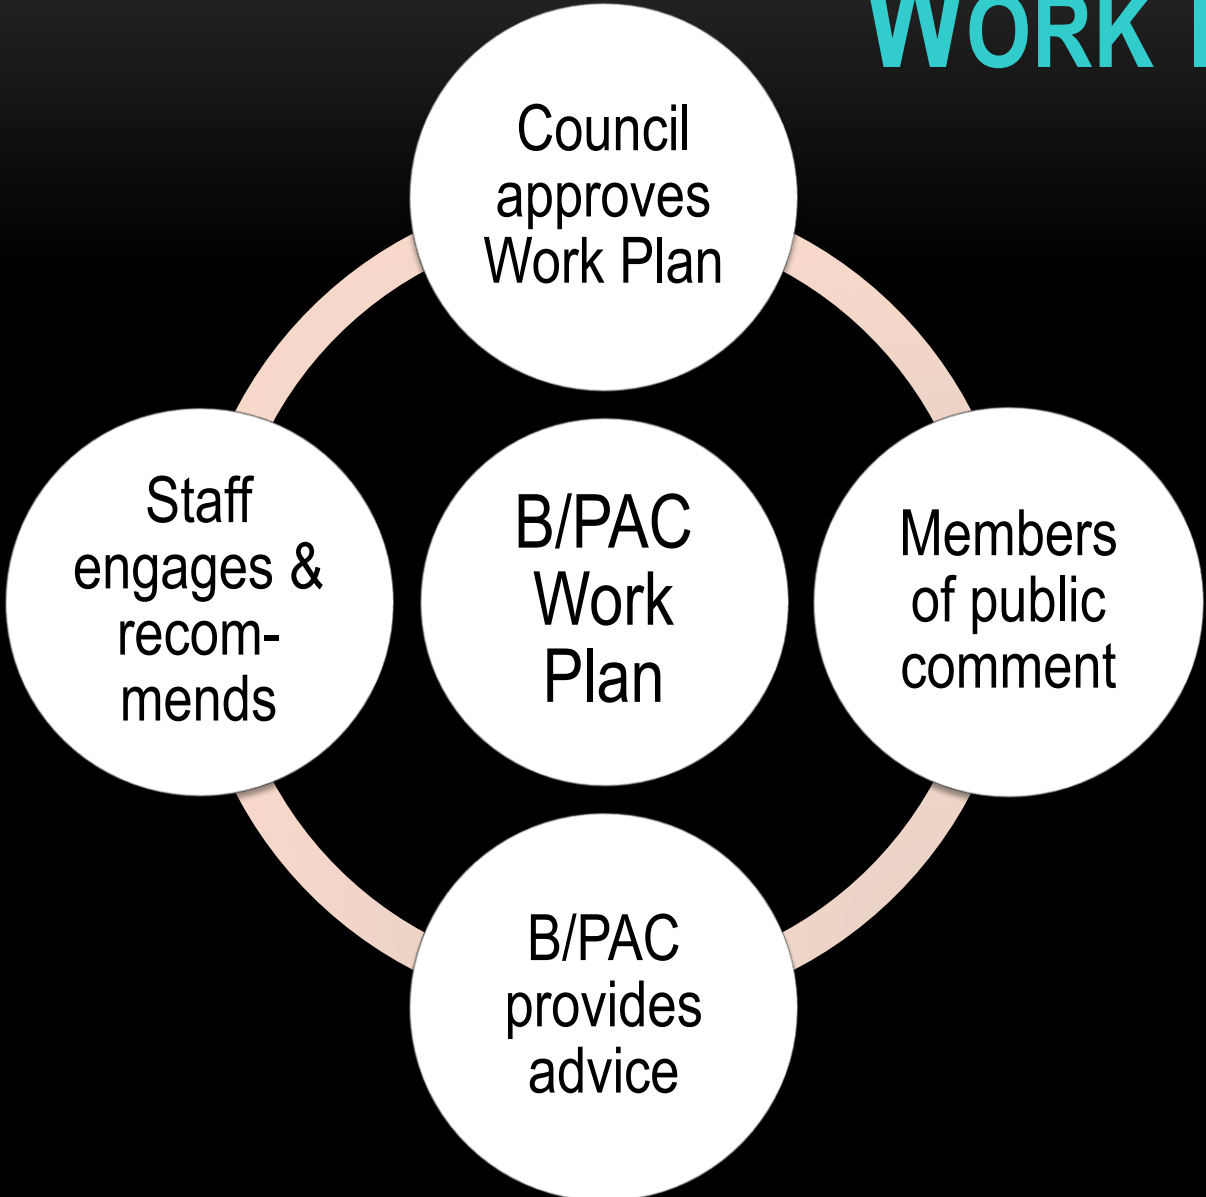 WORK
Council
approves
Work Plan
Staff
engages &
recom-
mends
B/PAC
Work
Plan
Members
of public
comment
B/PAC
provides
advice